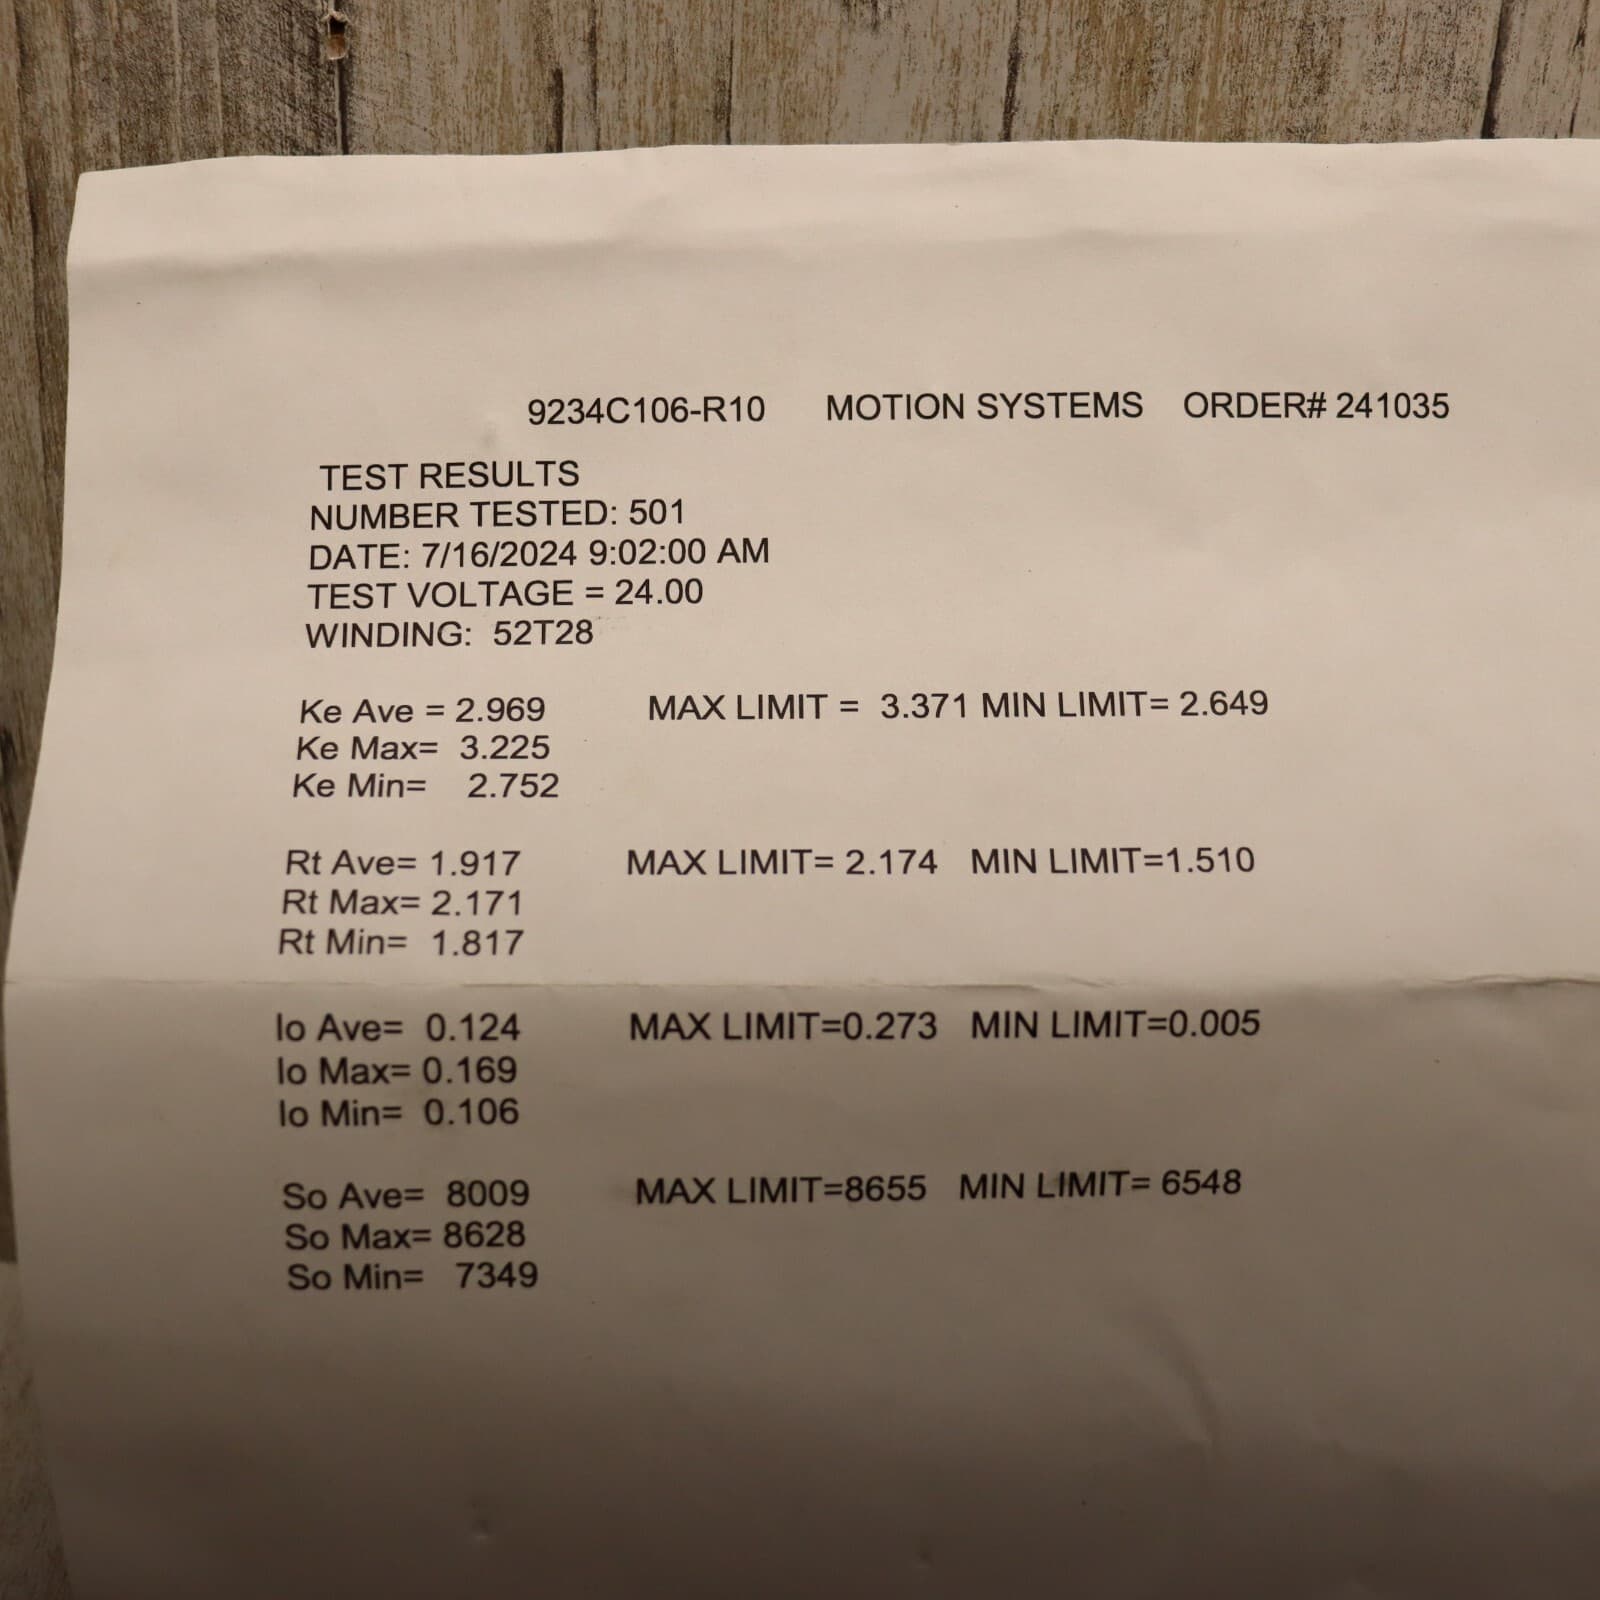 9234C106-R10 MOTION SYSTEMS ORDER# 241035
TEST RESULTS
NUMBER TESTED: 501
DATE: 7/16/2024 9:02:00 AM
TEST VOLTAGE = 24.00
WINDING: 52T28
Ke Ave = 2.969 MAX LIMIT = 3.371 MIN LIMIT= 2.649
Ke Max= 3.225
Ke Min= 2.752
Rt Ave= 1.917 MAX LIMIT= 2.174 MIN LIMIT=1.510
Rt Max= 2.171
Rt Min= 1.817
Io Ave= 0.124 MAX LIMIT=0.273 MIN LIMIT=0.005
Io Max= 0.169
Io Min= 0.106
So Ave= 8009 MAX LIMIT=8655 MIN LIMIT= 6548
So Max= 8628
So Min= 7349